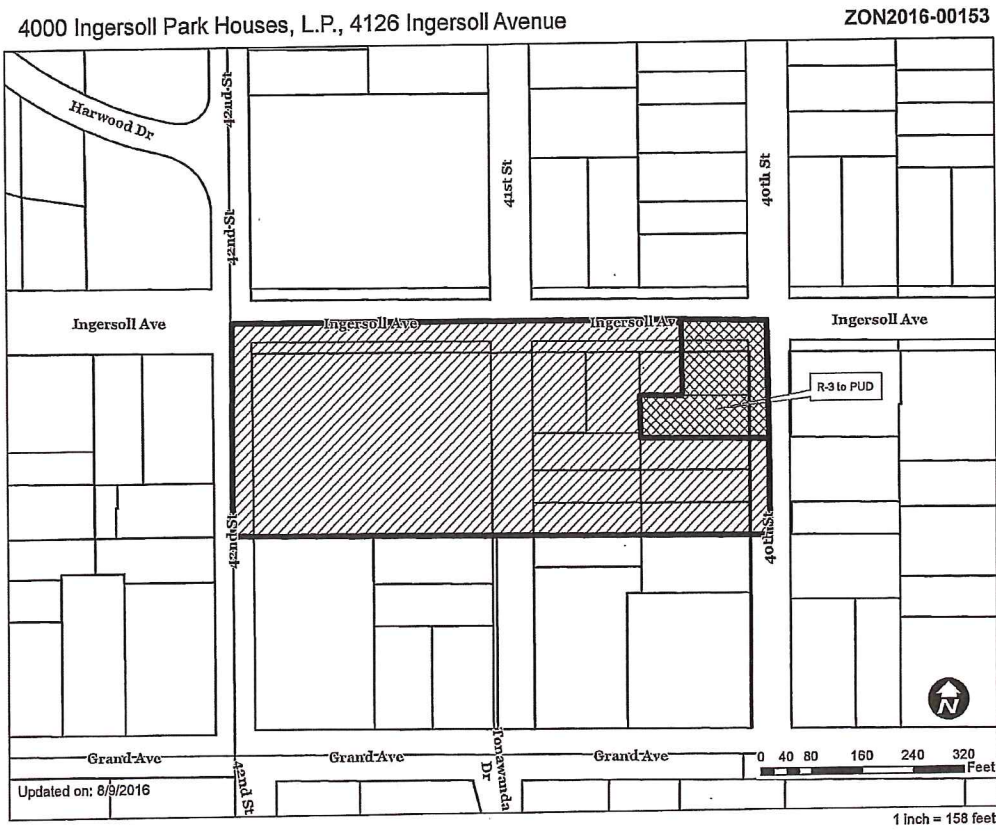 4000 Ingersoll Park Houses, L.P., 4126 Ingersoll Avenue
ZON2016-00153
Harwood Dr
42nd St
42nd St
41st St
40th St
Ingersoll Ave
Ingersoll Ave
Ingersoll Av
Ingersoll Ave
R-3 to PUD
42nd St
40th St
N
Grand Ave
Grand Ave
Grand Ave
42nd St
Tonawanda Dr
0 40 80 160 240 320
Feet
Updated on: 8/9/2016
1 inch = 158 feet